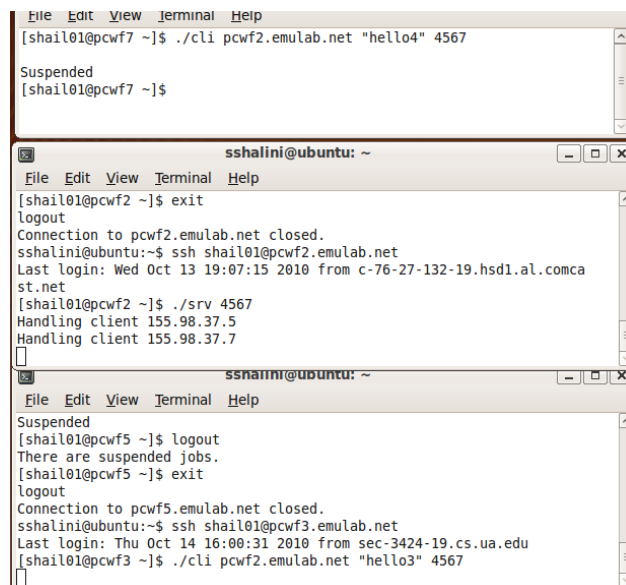 File Edit View Terminal Help
[shail01@pcwf7 ~]$ ./cli pcwf2.emulab.net "hello4" 4567
Suspended
[shail01@pcwf7 ~]$
sshalini@ubuntu: ~
File Edit View Terminal Help
[shail01@pcwf2 ~]$ exit
logout
Connection to pcwf2.emulab.net closed.
sshalini@ubuntu:~$ ssh shail01@pcwf2.emulab.net
Last login: Wed Oct 13 19:07:15 2010 from c-76-27-132-19.hsd1.al.comca
st.net
[shail01@pcwf2 ~]$ ./srv 4567
Handling client 155.98.37.5
Handling client 155.98.37.7
sshalini@ubuntu: ~
File Edit View Terminal Help
Suspended
[shail01@pcwf5 ~]$ logout
There are suspended jobs.
[shail01@pcwf5 ~]$ exit
logout
Connection to pcwf5.emulab.net closed.
sshalini@ubuntu:~$ ssh shail01@pcwf3.emulab.net
Last login: Thu Oct 14 16:00:31 2010 from sec-3424-19.cs.ua.edu
[shail01@pcwf3 ~]$ ./cli pcwf2.emulab.net "hello3" 4567